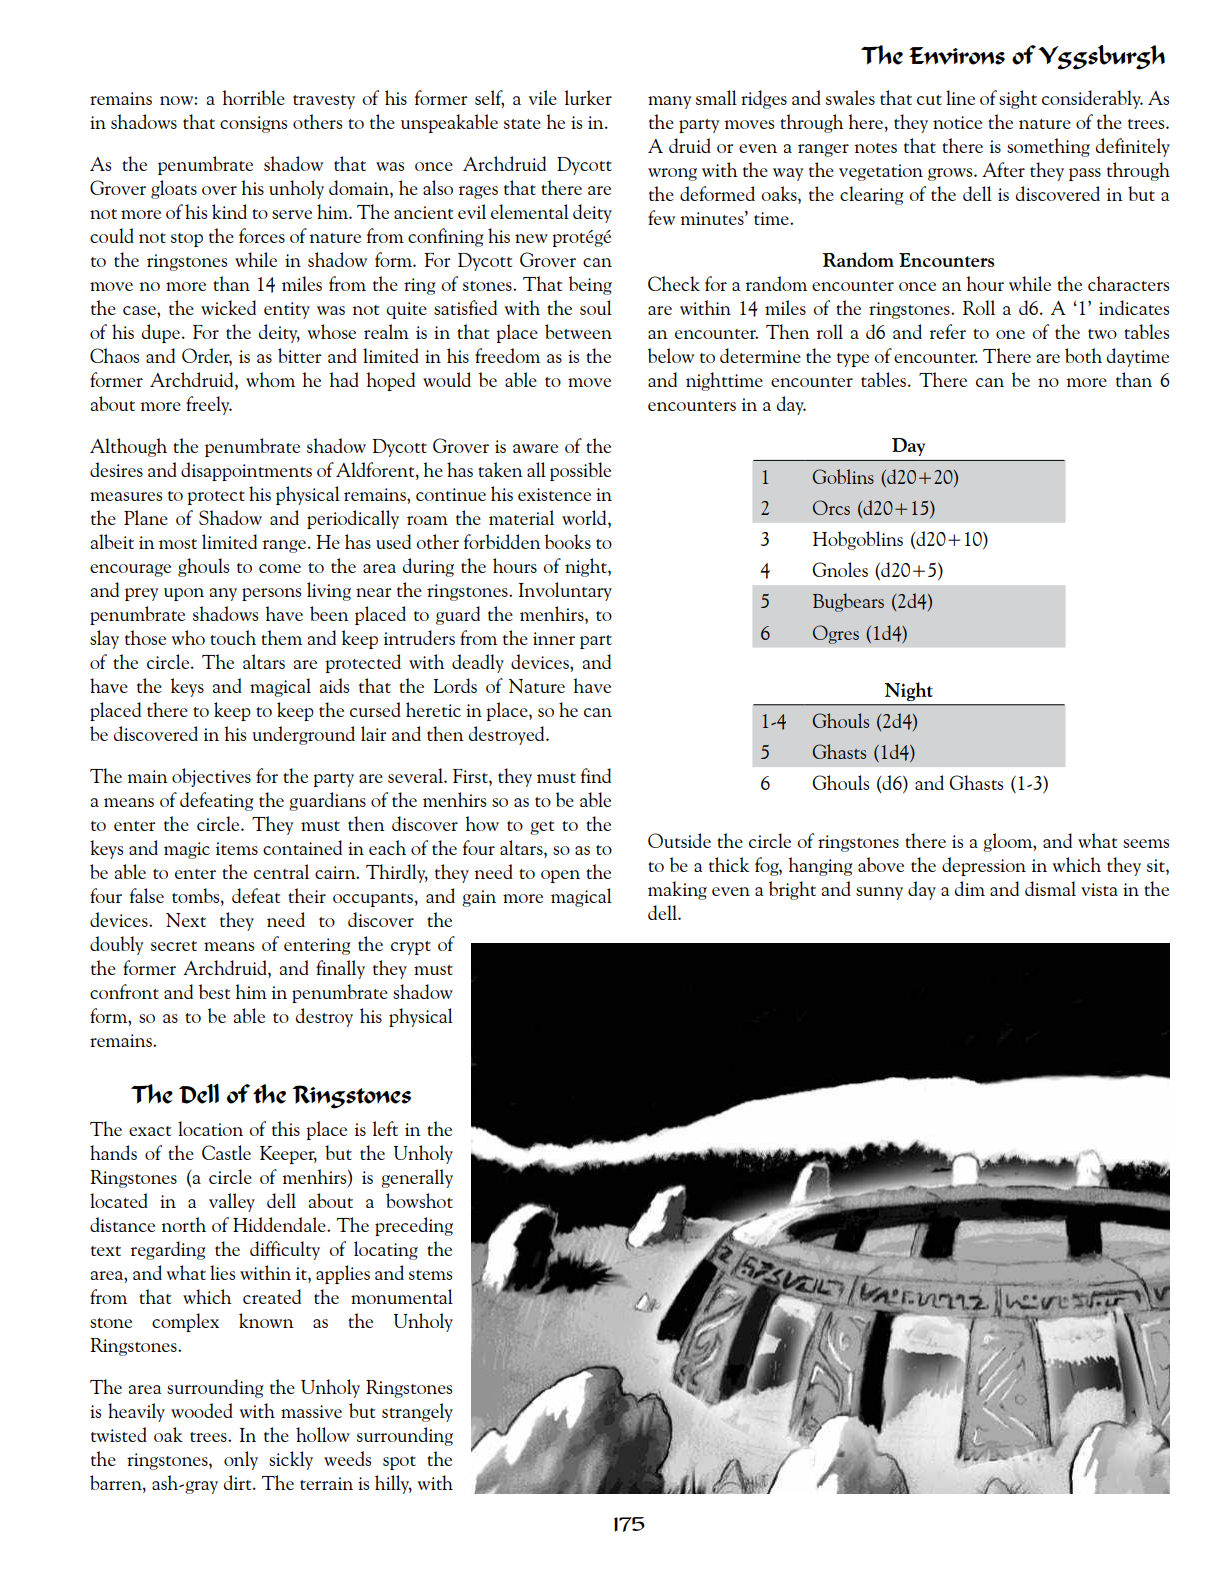 The Environs of Yggsburgh
remains now: a horrible travesty of his former self, a vile lurker
in shadows that consigns others to the unspeakable state he is in.
As the penumbrate shadow that was once Archdruid Dycott
Grover gloats over his unholy domain, he also rages that there are
not more of his kind to serve him. The ancient evil elemental deity
could not stop the forces of nature from confining his new protégé
to the ringstones while in shadow form. For Dycott Grover can
move no more than 14 miles from the ring of stones. That being
the case, the wicked entity was not quite satisfied with the soul
of his dupe. For the deity, whose realm is in that place between
Chaos and Order, is as bitter and limited in his freedom as is the
former Archdruid, whom he had hoped would be able to move
about more freely.
Although the penumbrate shadow Dycott Grover is aware of the
desires and disappointments of Aldforent, he has taken all possible
measures to protect his physical remains, continue his existence in
the Plane of Shadow and periodically roam the material world,
albeit in most limited range. He has used other forbidden books to
encourage ghouls to come to the area during the hours of night,
and prey upon any persons living near the ringstones. Involuntary
penumbrate shadows have been placed to guard the menhirs, to
slay those who touch them and keep intruders from the inner part
of the circle. The altars are protected with deadly devices, and
have the keys and magical aids that the Lords of Nature have
placed there to keep to keep the cursed heretic in place, so he can
be discovered in his underground lair and then destroyed.
The main objectives for the party are several. First, they must find
a means of defeating the guardians of the menhirs so as to be able
to enter the circle. They must then discover how to get to the
keys and magic items contained in each of the four altars, so as to
be able to enter the central cairn. Thirdly, they need to open the
four false tombs, defeat their occupants, and gain more magical
devices. Next they need to discover the
doubly secret means of entering the crypt of
the former Archdruid, and finally they must
confront and best him in penumbrate shadow
form, so as to be able to destroy his physical
remains.
The Dell of the Ringstones
The exact location of this place is left in the
hands of the Castle Keeper, but the Unholy
Ringstones (a circle of menhirs) is generally
located in a valley dell about a bowshot
distance north of Hiddendale. The preceding
text regarding the difficulty of locating the
area, and what lies within it, applies and stems
from that which created the monumental
stone complex known as the Unholy
Ringstones.
The area surrounding the Unholy Ringstones
is heavily wooded with massive but strangely
twisted oak trees. In the hollow surrounding
the ringstones, only sickly weeds spot the
barren, ash-gray dirt. The terrain is hilly, with
many small ridges and swales that cut line of sight considerably. As
the party moves through here, they notice the nature of the trees.
A druid or even a ranger notes that there is something definitely
wrong with the way the vegetation grows. After they pass through
the deformed oaks, the clearing of the dell is discovered in but a
few minutes' time.
Random Encounters
Check for a random encounter once an hour while the characters
are within 14 miles of the ringstones. Roll a d6. A ‘1’ indicates
an encounter. Then roll a d6 and refer to one of the two tables
below to determine the type of encounter. There are both daytime
and nighttime encounter tables. There can be no more than 6
encounters in a day.
Day
1 Goblins (d20+20)
2 Orcs (d20+15)
3 Hobgoblins (d20+10)
4 Gnoles (d20+5)
5 Bugbears (2d4)
6 Ogres (1d4)
Night
1-4 Ghouls (2d4)
5 Ghasts (1d4)
6 Ghouls (d6) and Ghasts (1-3)
Outside the circle of ringstones there is a gloom, and what seems
to be a thick fog, hanging above the depression in which they sit,
making even a bright and sunny day a dim and dismal vista in the
dell.
175